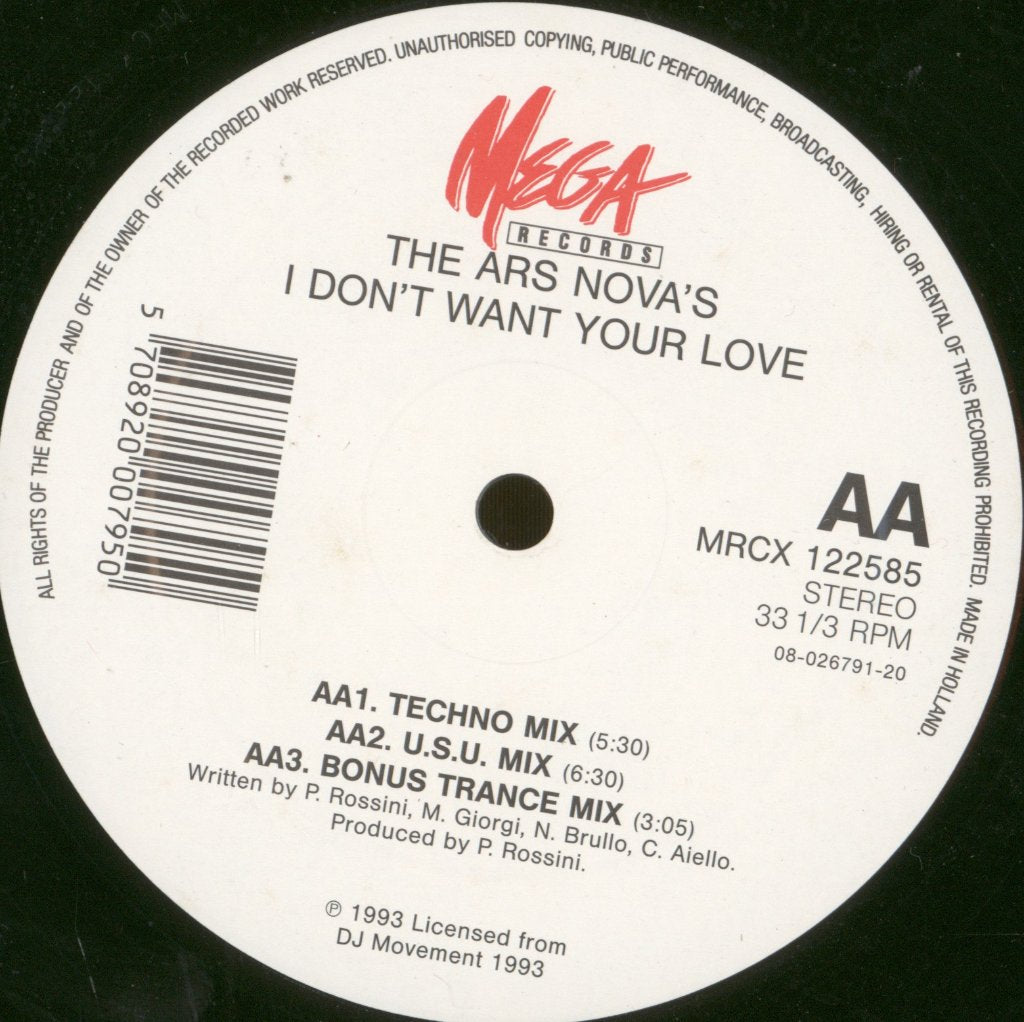 ALL RIGHTS OF THE PRODUCER AND OF THE OWNER OF THE RECORDED WORK RESERVED. UNAUTHORISED COPYING, PUBLIC PERFORMANCE, BROADCASTING, HIRING OR RENTAL OF THIS RECORDING PROHIBITED. MADE IN HOLLAND.
MEGA
RECORDS
THE ARS NOVA'S
I DON'T WANT YOUR LOVE
5 708920 007950
AA
MRCX 122585
STEREO
33 1/3 RPM
08-026791-20
AA1. TECHNO MIX (5:30)
AA2. U.S.U. MIX (6:30)
AA3. BONUS TRANCE MIX (3:05)
Written by P. Rossini, M. Giorgi, N. Brullo, C. Aiello.
Produced by P. Rossini.
℗ 1993 Licensed from
DJ Movement 1993